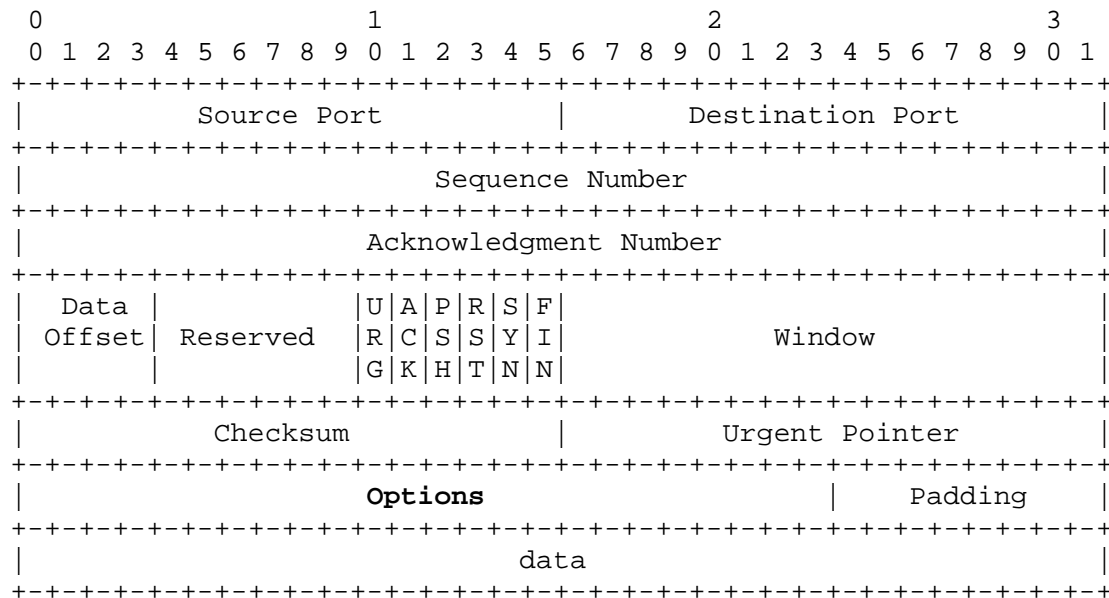 0                   1                   2                   3
 0 1 2 3 4 5 6 7 8 9 0 1 2 3 4 5 6 7 8 9 0 1 2 3 4 5 6 7 8 9 0 1
+-+-+-+-+-+-+-+-+-+-+-+-+-+-+-+-+-+-+-+-+-+-+-+-+-+-+-+-+-+-+-+-+
|          Source Port          |       Destination Port        |
+-+-+-+-+-+-+-+-+-+-+-+-+-+-+-+-+-+-+-+-+-+-+-+-+-+-+-+-+-+-+-+-+
|                        Sequence Number                        |
+-+-+-+-+-+-+-+-+-+-+-+-+-+-+-+-+-+-+-+-+-+-+-+-+-+-+-+-+-+-+-+-+
|                    Acknowledgment Number                      |
+-+-+-+-+-+-+-+-+-+-+-+-+-+-+-+-+-+-+-+-+-+-+-+-+-+-+-+-+-+-+-+-+
|  Data |           |U|A|P|R|S|F|                               |
| Offset| Reserved  |R|C|S|S|Y|I|            Window             |
|       |           |G|K|H|T|N|N|                               |
+-+-+-+-+-+-+-+-+-+-+-+-+-+-+-+-+-+-+-+-+-+-+-+-+-+-+-+-+-+-+-+-+
|           Checksum            |         Urgent Pointer        |
+-+-+-+-+-+-+-+-+-+-+-+-+-+-+-+-+-+-+-+-+-+-+-+-+-+-+-+-+-+-+-+-+
|                    Options                    |    Padding    |
+-+-+-+-+-+-+-+-+-+-+-+-+-+-+-+-+-+-+-+-+-+-+-+-+-+-+-+-+-+-+-+-+
|                             data                              |
+-+-+-+-+-+-+-+-+-+-+-+-+-+-+-+-+-+-+-+-+-+-+-+-+-+-+-+-+-+-+-+-+